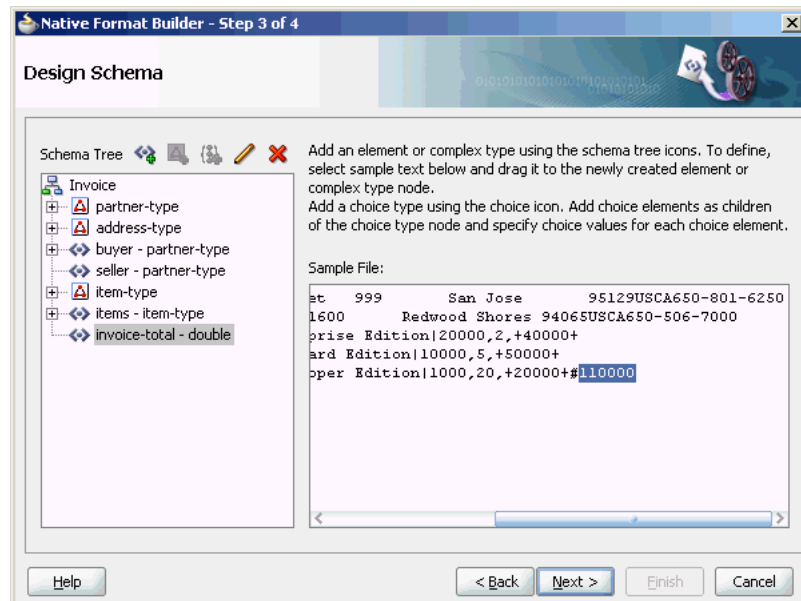 Native Format Builder - Step 3 of 4
Design Schema
Schema Tree
Invoice
partner-type
address-type
buyer - partner-type
seller - partner-type
item-type
items - item-type
invoice-total - double
Add an element or complex type using the schema tree icons. To define,
select sample text below and drag it to the newly created element or
complex type node.
Add a choice type using the choice icon. Add choice elements as children
of the choice type node and specify choice values for each choice element.
Sample File:
et 999 San Jose 95129USCA650-801-6250
1600 Redwood Shores 94065USCA650-506-7000
prise Edition|20000,2,+40000+
ard Edition|10000,5,+50000+
oper Edition|1000,20,+20000+#110000
Help
< Back
Next >
Finish
Cancel